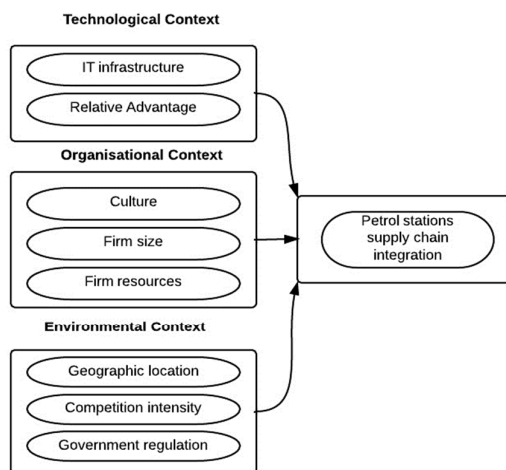 Technological Context
IT infrastructure
Relative Advantage
Organisational Context
Culture
Firm size
Firm resources
Petrol stations
supply chain
integration
Environmental Context
Geographic location
Competition intensity
Government regulation